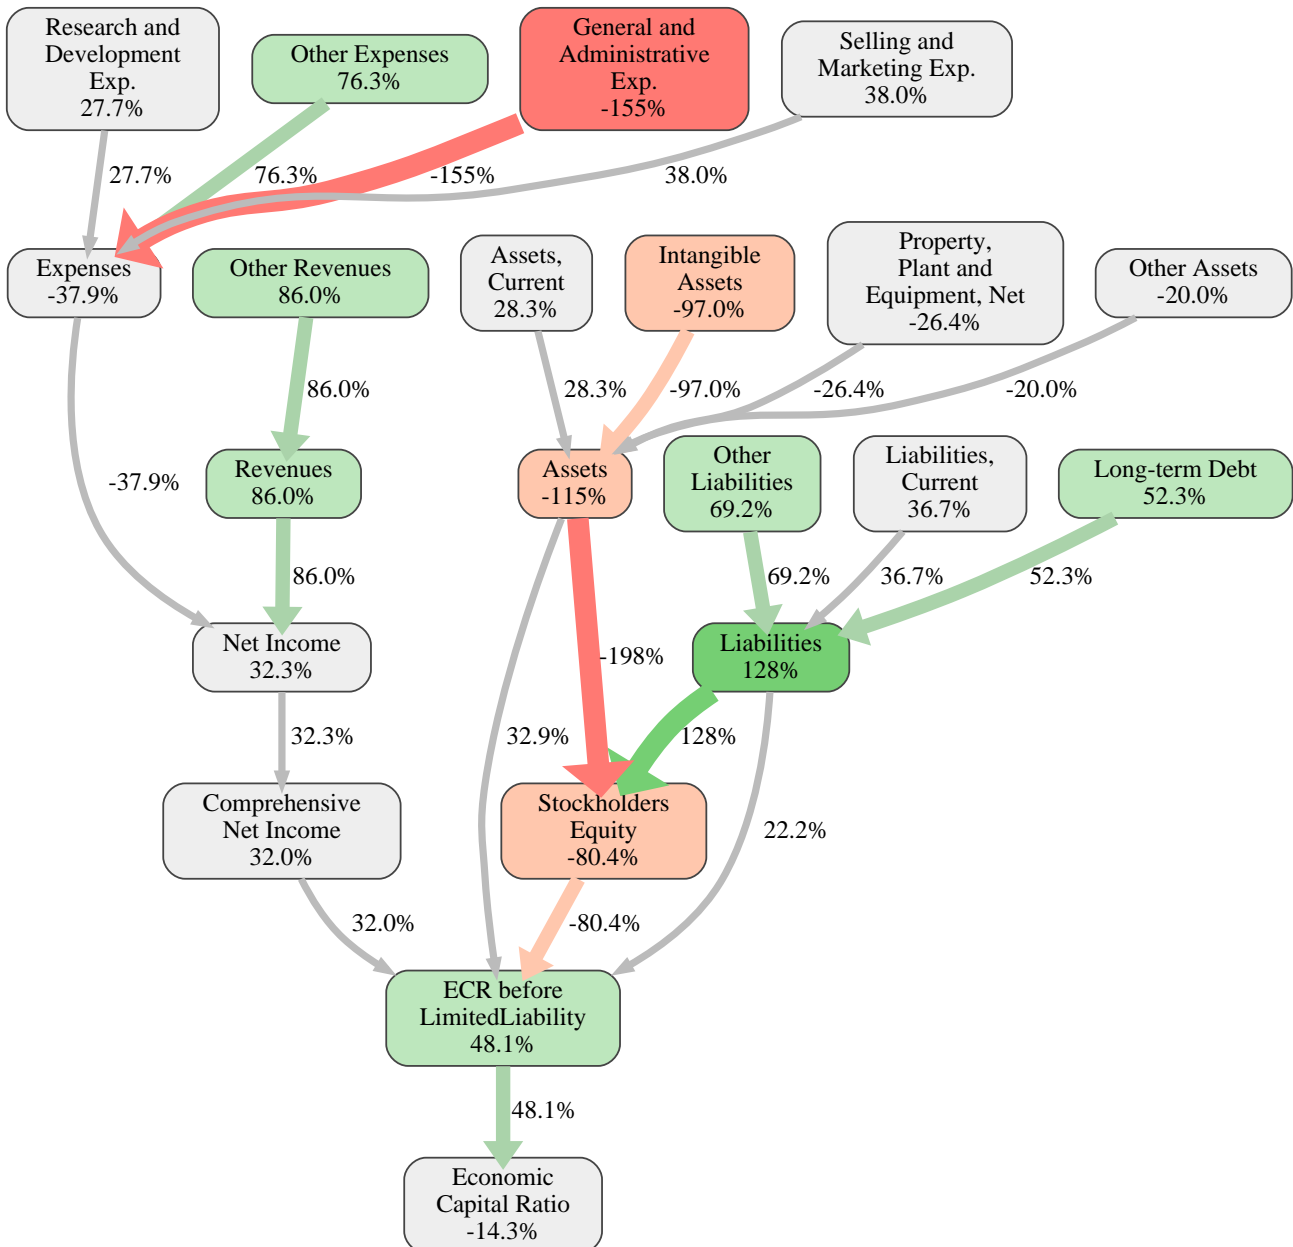 Research and
Development
Exp.
27.7%
Other Expenses
76.3%
General and
Administrative
Exp.
-155%
Selling and
Marketing Exp.
38.0%
27.7%
76.3%
-155%
38.0%
Expenses
-37.9%
Other Revenues
86.0%
Assets,
Current
28.3%
Intangible
Assets
-97.0%
Property,
Plant and
Equipment, Net
-26.4%
Other Assets
-20.0%
86.0%
28.3%
-97.0%
-26.4%
-20.0%
-37.9%
Revenues
86.0%
Assets
-115%
Other
Liabilities
69.2%
Liabilities,
Current
36.7%
Long-term Debt
52.3%
86.0%
69.2%
36.7%
52.3%
Net Income
32.3%
-198%
Liabilities
128%
32.3%
32.9%
128%
Comprehensive
Net Income
32.0%
Stockholders
Equity
-80.4%
22.2%
32.0%
-80.4%
ECR before
LimitedLiability
48.1%
48.1%
Economic
Capital Ratio
-14.3%